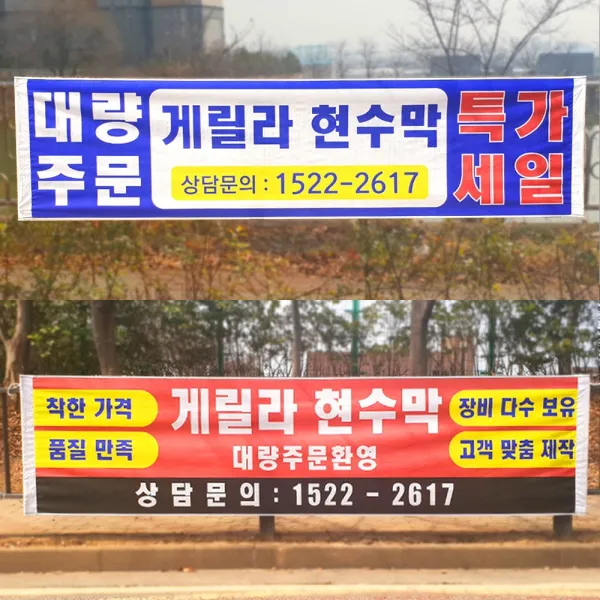 대량
주문
게릴라 현수막
상담문의 : 1522-2617
특가
세일
착한 가격
품질 만족
게릴라 현수막
대량주문환영
장비 다수 보유
고객 맞춤 제작
상담문의 : 1522 - 2617